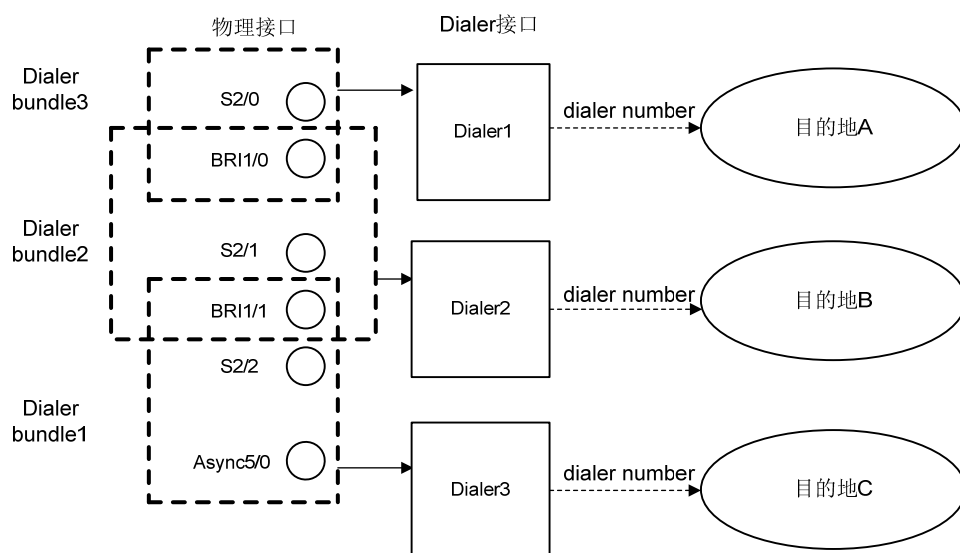 物理接口
Dialer接口
Dialer
bundle3
S2/0
BRI1/0
Dialer1
dialer number
目的地A
Dialer
bundle2
S2/1
BRI1/1
Dialer2
dialer number
目的地B
S2/2
Dialer
bundle1
Async5/0
Dialer3
dialer number
目的地C